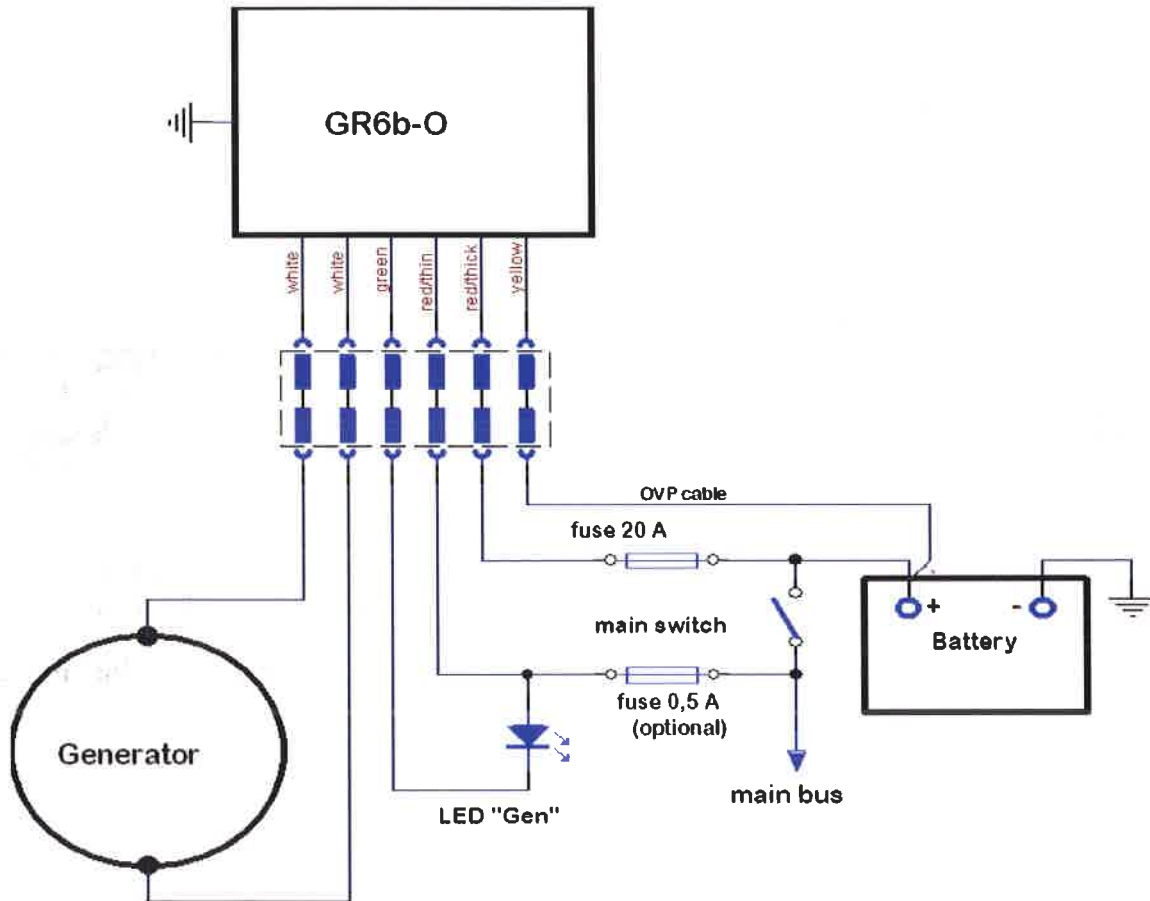 GR6b-O
white
white
green
red/thin
red/thick
yellow
OVP cable
fuse 20 A
main switch
+
-
Battery
fuse 0,5 A
(optional)
Generator
LED "Gen"
main bus